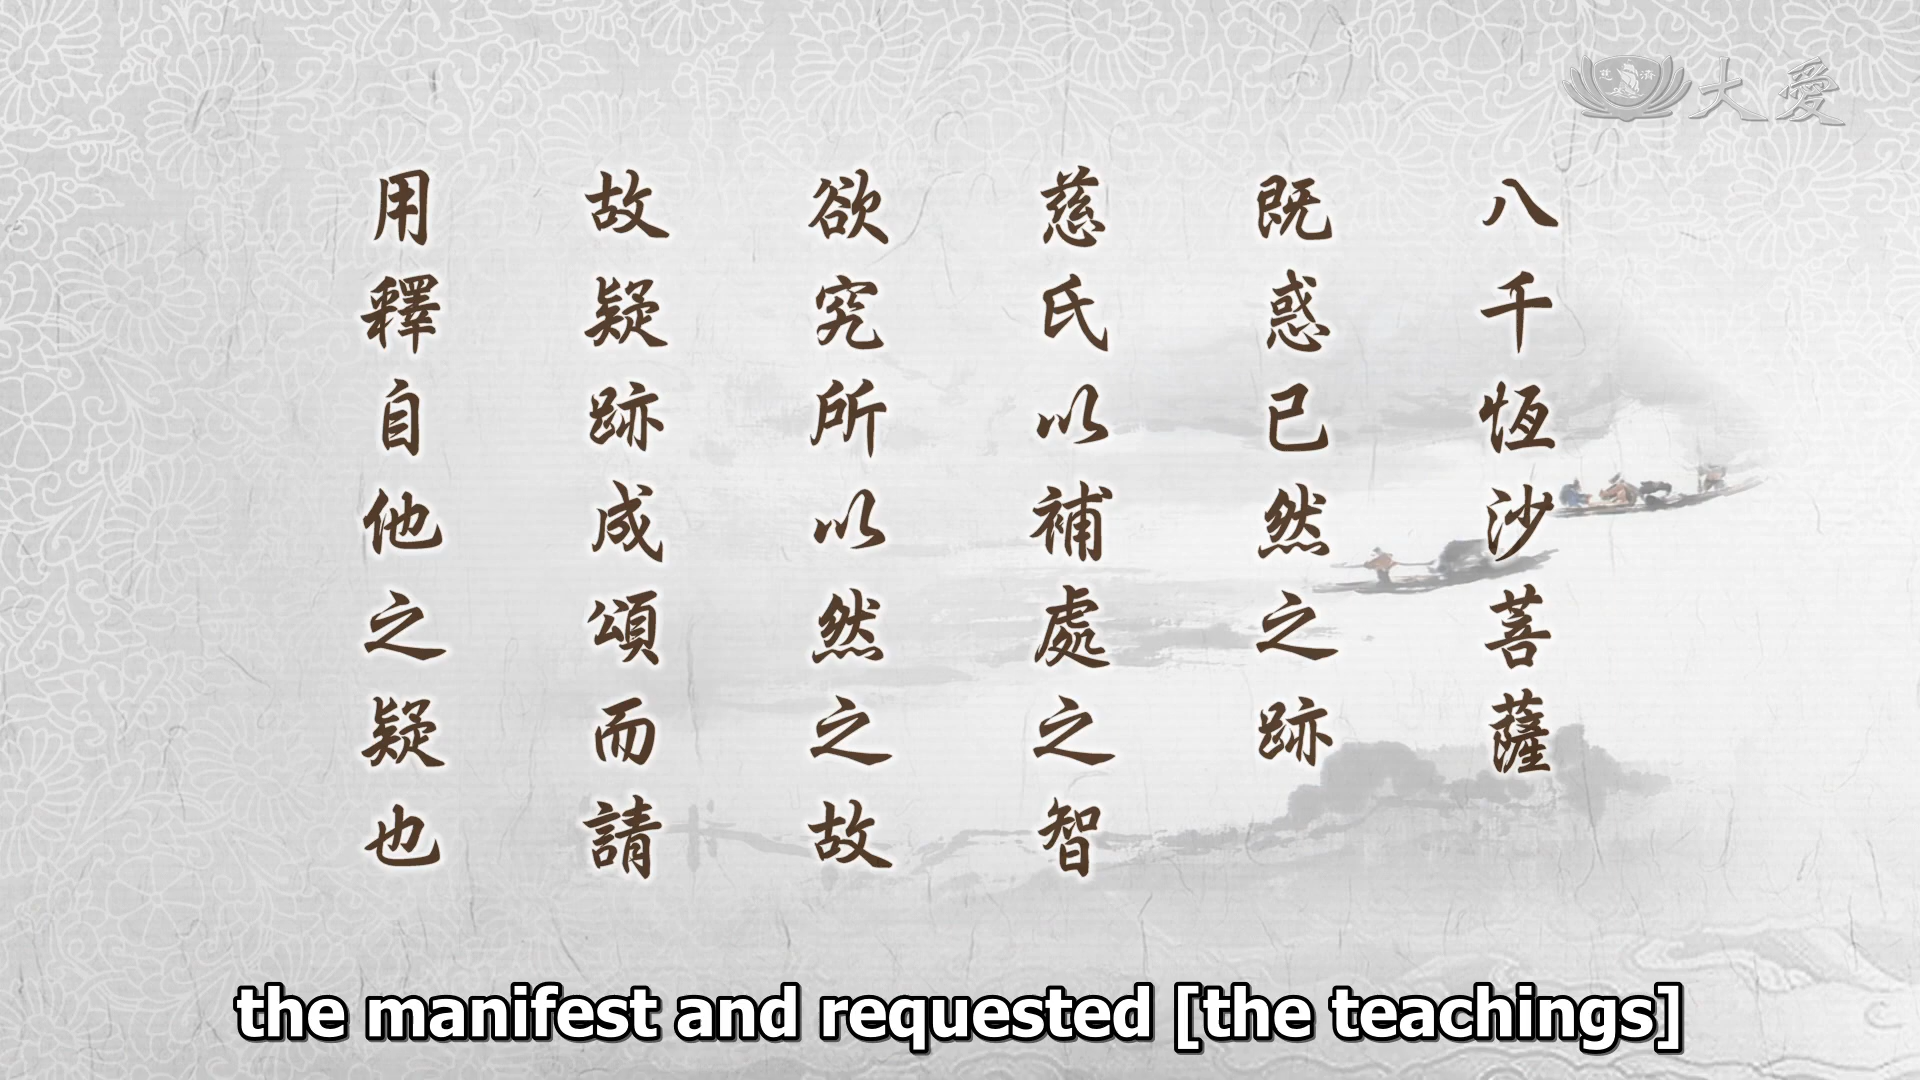 慈濟
大愛
八千恆沙菩薩
既惑已然之跡
慈氏以補處之智
欲究所以然之故
故疑跡成頌而請
用釋自他之疑也
the manifest and requested [the teachings]